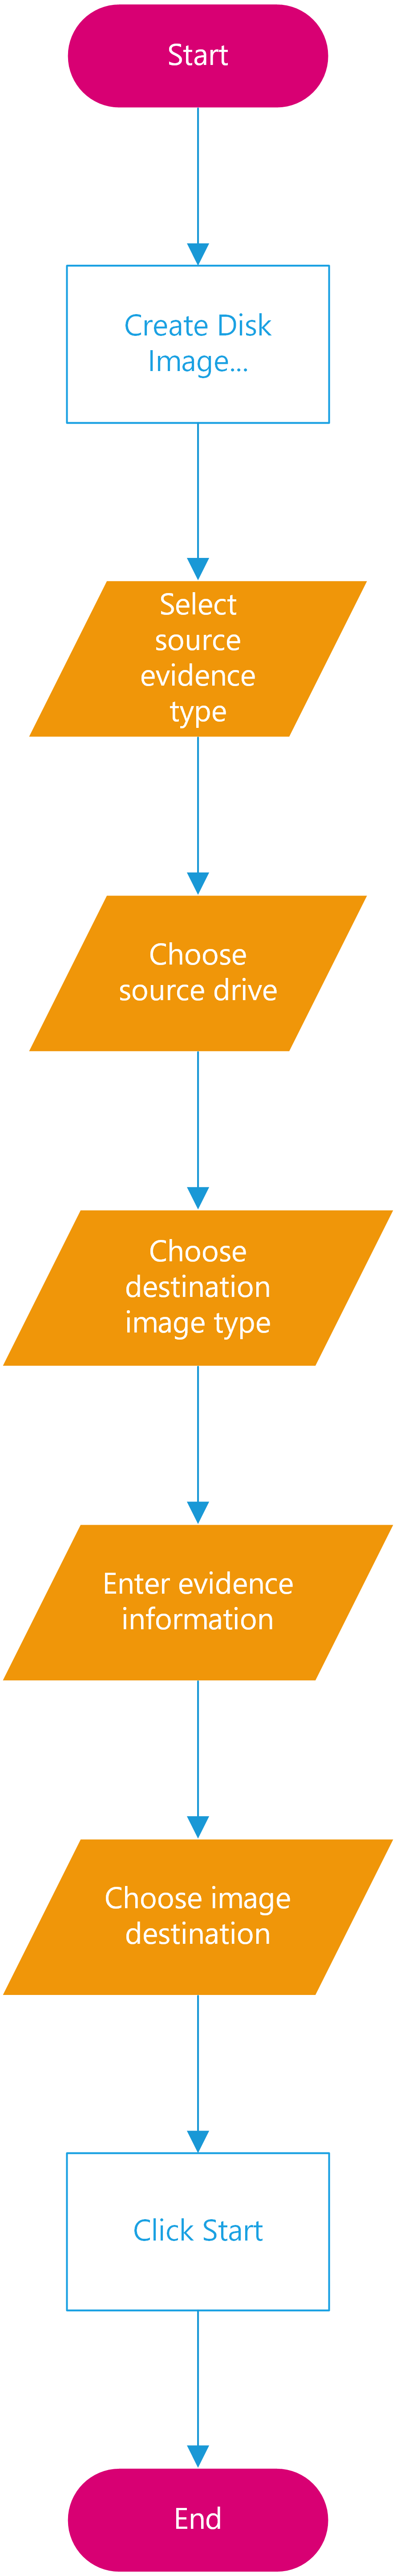 Start
Create Disk
Image...
Select
source
evidence
type
Choose
source drive
Choose
destination
image type
Enter evidence
information
Choose image
destination
Click Start
End